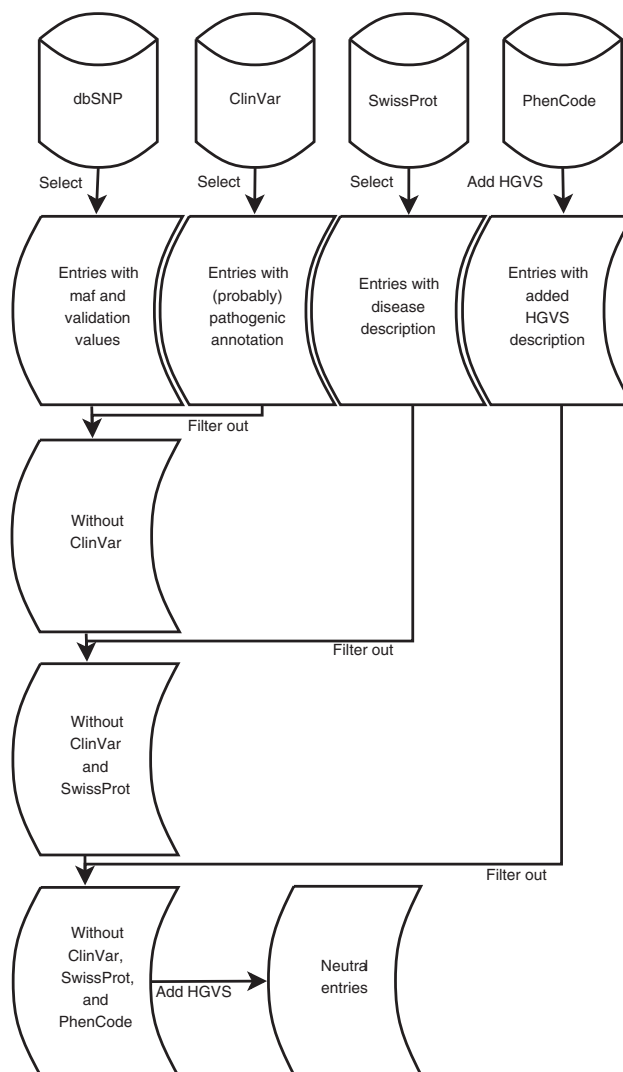 dbSNP
ClinVar
SwissProt
PhenCode
Select
Select
Select
Add HGVS
Entries with
maf and
validation
values
Entries with
(probably)
pathogenic
annotation
Entries with
disease
description
Entries with
added
HGVS
description
Filter out
Without
ClinVar
Filter out
Without
ClinVar
and
SwissProt
Filter out
Without
ClinVar,
SwissProt,
and
PhenCode
Add HGVS
Neutral
entries